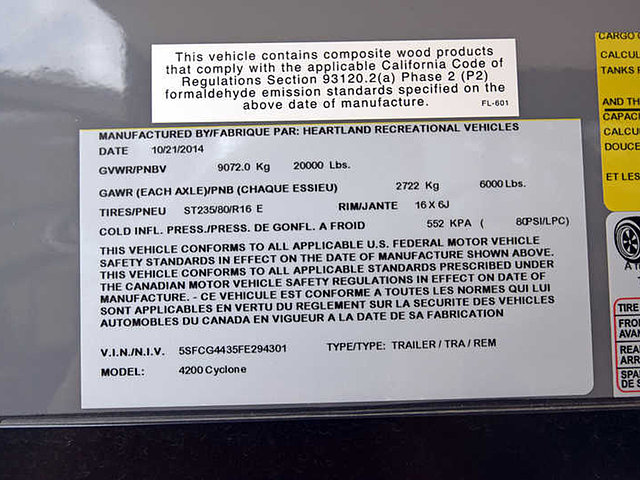 This vehicle contains composite wood products
that comply with the applicable California Code of
Regulations Section 93120.2(a) Phase 2 (P2)
formaldehyde emission standards specified on the
above date of manufacture.
FL-601
MANUFACTURED BY/FABRIQUE PAR: HEARTLAND RECREATIONAL VEHICLES
DATE 10/21/2014
GVWR/PNBV 9072.0 Kg 20000 Lbs.
GAWR (EACH AXLE)/PNB (CHAQUE ESSIEU) 2722 Kg 6000 Lbs.
TIRES/PNEU ST235/80/R16 E RIM/JANTE 16 X 6J
COLD INFL. PRESS./PRESS. DE GONFL. A FROID 552 KPA ( 80PSI/LPC)
THIS VEHICLE CONFORMS TO ALL APPLICABLE U.S. FEDERAL MOTOR VEHICLE
SAFETY STANDARDS IN EFFECT ON THE DATE OF MANUFACTURE SHOWN ABOVE.
THIS VEHICLE CONFORMS TO ALL APPLICABLE STANDARDS PRESCRIBED UNDER
THE CANADIAN MOTOR VEHICLE SAFETY REGULATIONS IN EFFECT ON DATE OF
MANUFACTURE. - CE VEHICULE EST CONFORME A TOUTES LES NORMES QUI LUI
SONT APPLICABLES EN VERTU DU REGLEMENT SUR LA SECURITE DES VEHICLES
AUTOMOBILES DU CANADA EN VIGUEUR A LA DATE DE SA FABRICATION
V.I.N./N.I.V. 5SFCG4435FE294301 TYPE/TYPE: TRAILER / TRA / REM
MODEL: 4200 Cyclone
CARGO
TANKS
AND TH
DOUCE
ET LES
TIRE
FRO
AVAN
REA
ARR
SPA
DE S